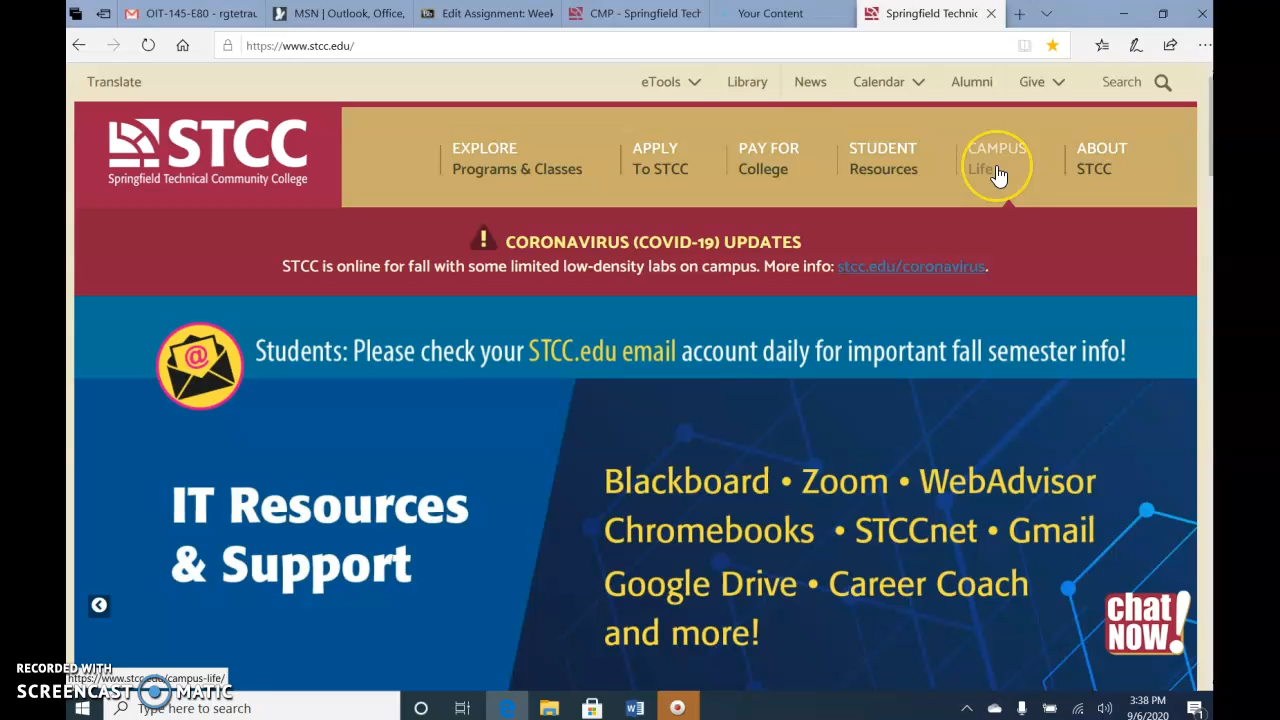 OIT-145-E80 - rgetrau
MSN | Outlook, Office,
Edit Assignment: Week
CMP - Springfield Tech
Your Content
Springfield Technic
https://www.stcc.edu/
Translate
eTools
Library
News
Calendar
Alumni
Give
Search
STCC
Springfield Technical Community College
EXPLORE
Programs & Classes
APPLY
To STCC
PAY FOR
College
STUDENT
Resources
CAMPUS
Life
ABOUT
STCC
! CORONAVIRUS (COVID-19) UPDATES
STCC is online for fall with some limited low-density labs on campus. More info: stcc.edu/coronavirus.
@
Students: Please check your STCC.edu email account daily for important fall semester info!
IT Resources
& Support
Blackboard • Zoom • WebAdvisor
Chromebooks • STCCnet • Gmail
Google Drive • Career Coach
and more!
chat
NOW!
https://www.stcc.edu/campus-life/
RECORDED WITH
SCREENCAST MATIC
Type here to search
3:38 PM
9/6/2020